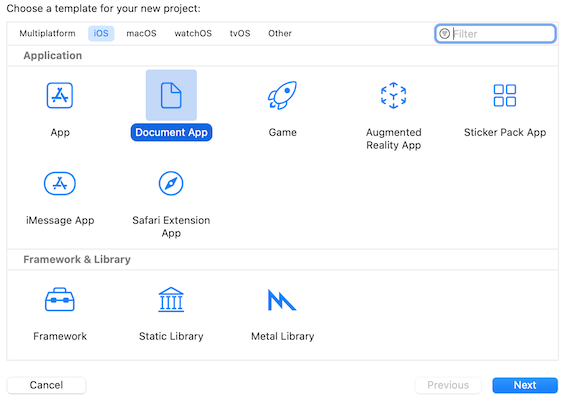 Choose a template for your new project:
Multiplatform iOS macOS watchOS tvOS Other Filter
Application
App Document App Game Augmented Reality App Sticker Pack App
iMessage App Safari Extension App
Framework & Library
Framework Static Library Metal Library
Cancel Previous Next